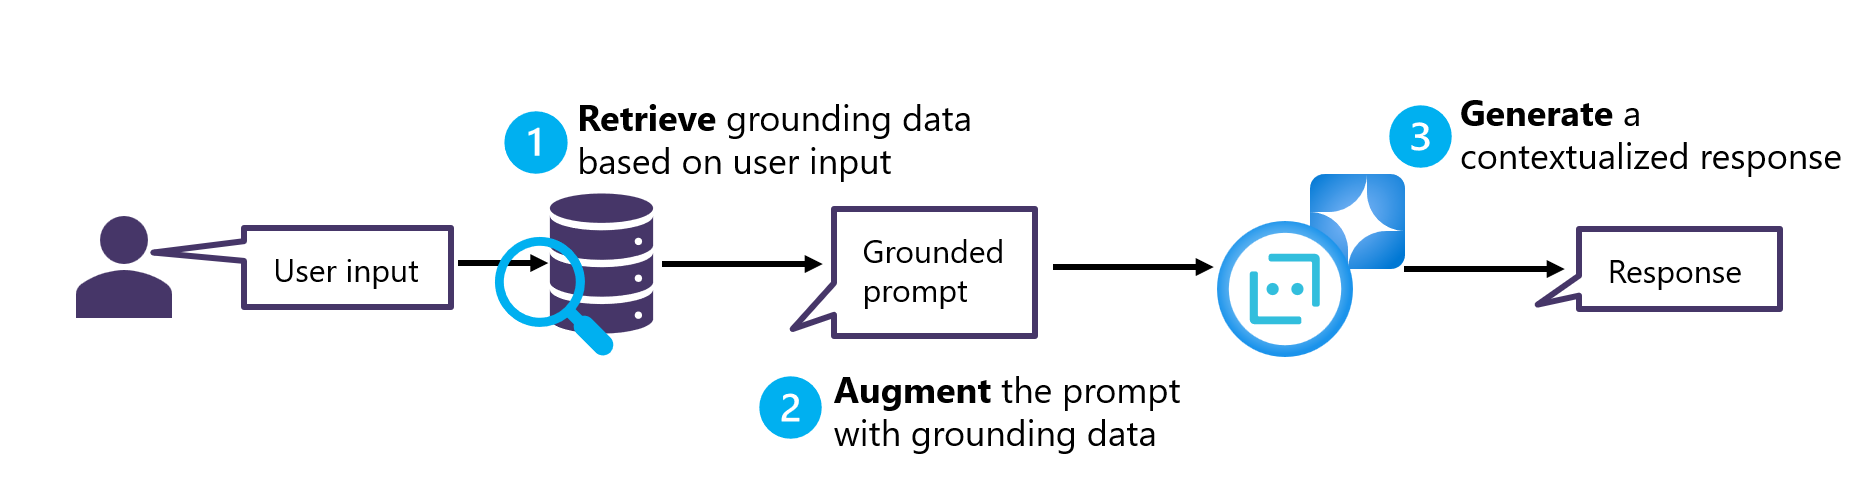 1
Retrieve grounding data
based on user input
3
Generate a
contextualized response
User input
Grounded
prompt
Response
2
Augment the prompt
with grounding data